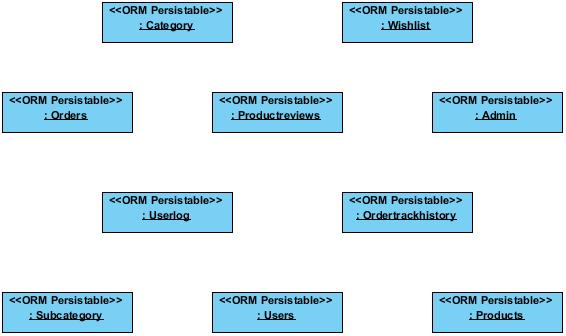 <<ORM Persistable>>
: Category
<<ORM Persistable>>
: Wishlist
<<ORM Persistable>>
: Orders
<<ORM Persistable>>
: Productreviews
<<ORM Persistable>>
: Admin
<<ORM Persistable>>
: Userlog
<<ORM Persistable>>
: Ordertrackhistory
<<ORM Persistable>>
: Subcategory
<<ORM Persistable>>
: Users
<<ORM Persistable>>
: Products